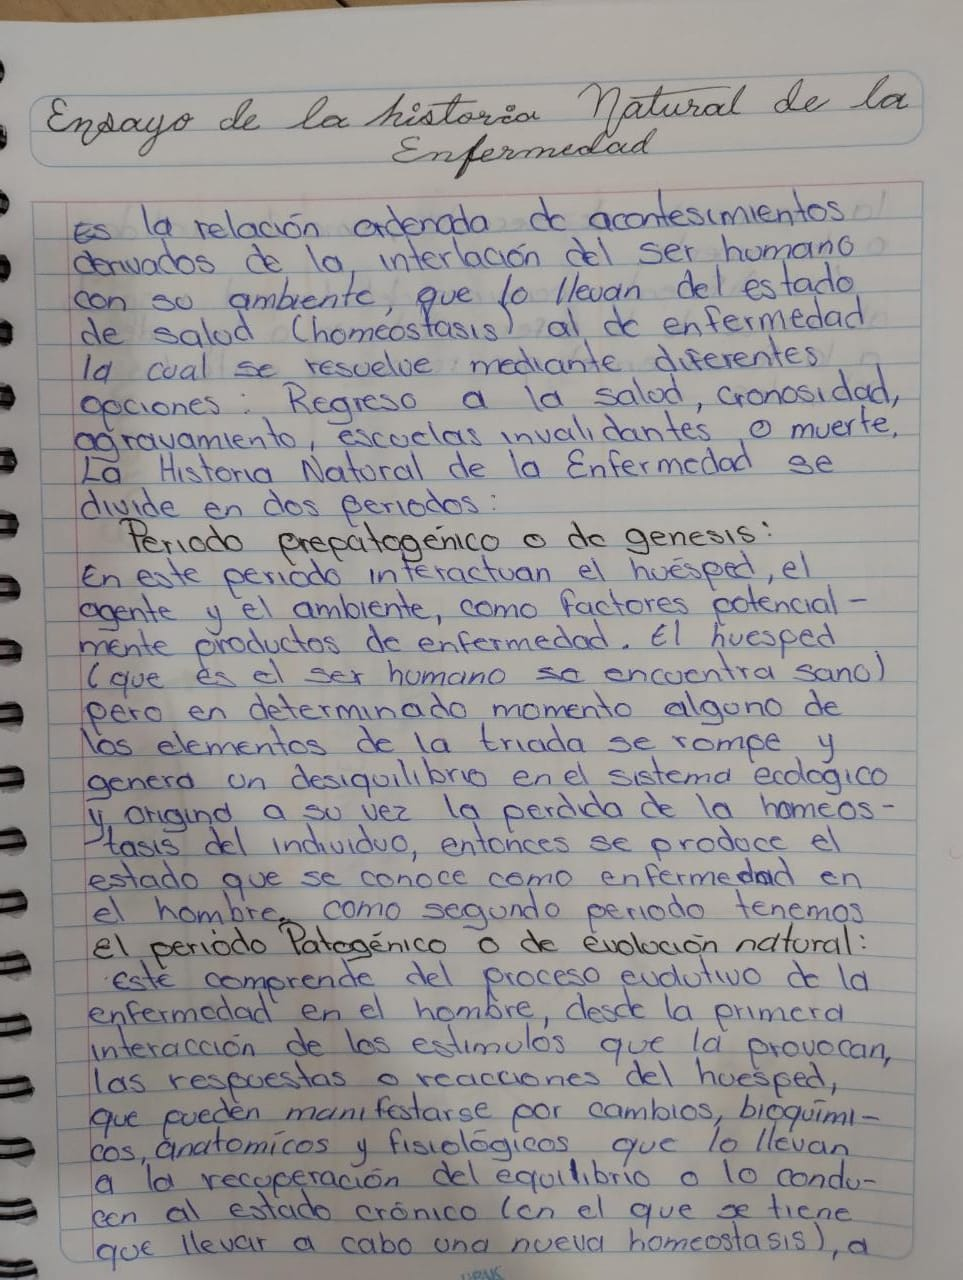 Ensayo de la historia Natural de la
Enfermedad
Es la relación ordenada de acontesimientos
derivados de la interlación del ser humano
con su ambiente, que lo llevan del estado
de salud (homeostasis) al de enfermedad
la cual se resuelve mediante diferentes
opciones: Regreso a la salud, cronosidad,
agravamiento, escuelas invalidantes o muerte.
La Historia Natural de la Enfermedad se
divide en dos periodos:
Periodo prepatogénico o de genesis:
En este periodo interactuan el huésped, el
agente y el ambiente, como factores potencial-
mente productos de enfermedad. El huesped
(que es el ser humano se encuentra sano)
pero en determinado momento alguno de
los elementos de la triada se rompe y
genera un desiquilibrio en el sistema ecologico
y origina a su vez la perdida de la homeos-
tasis del individuo, entonces se produce el
estado que se conoce como enfermedad en
el hombre. como segundo periodo tenemos
el periódo Patogénico o de evolución natural:
Este comprende del proceso evolutivo de la
enfermedad en el hombre, desde la primera
interacción de los estimulos que la provocan,
las respuestas o reacciones del huesped,
que pueden manifestarse por cambios, bioquími-
cos, anatomicos y fisiológicos que lo llevan
a la recuperación del equilibrio o lo condu-
cen al estado crónico (en el que se tiene
que llevar a cabo una nueva homeostasis), a